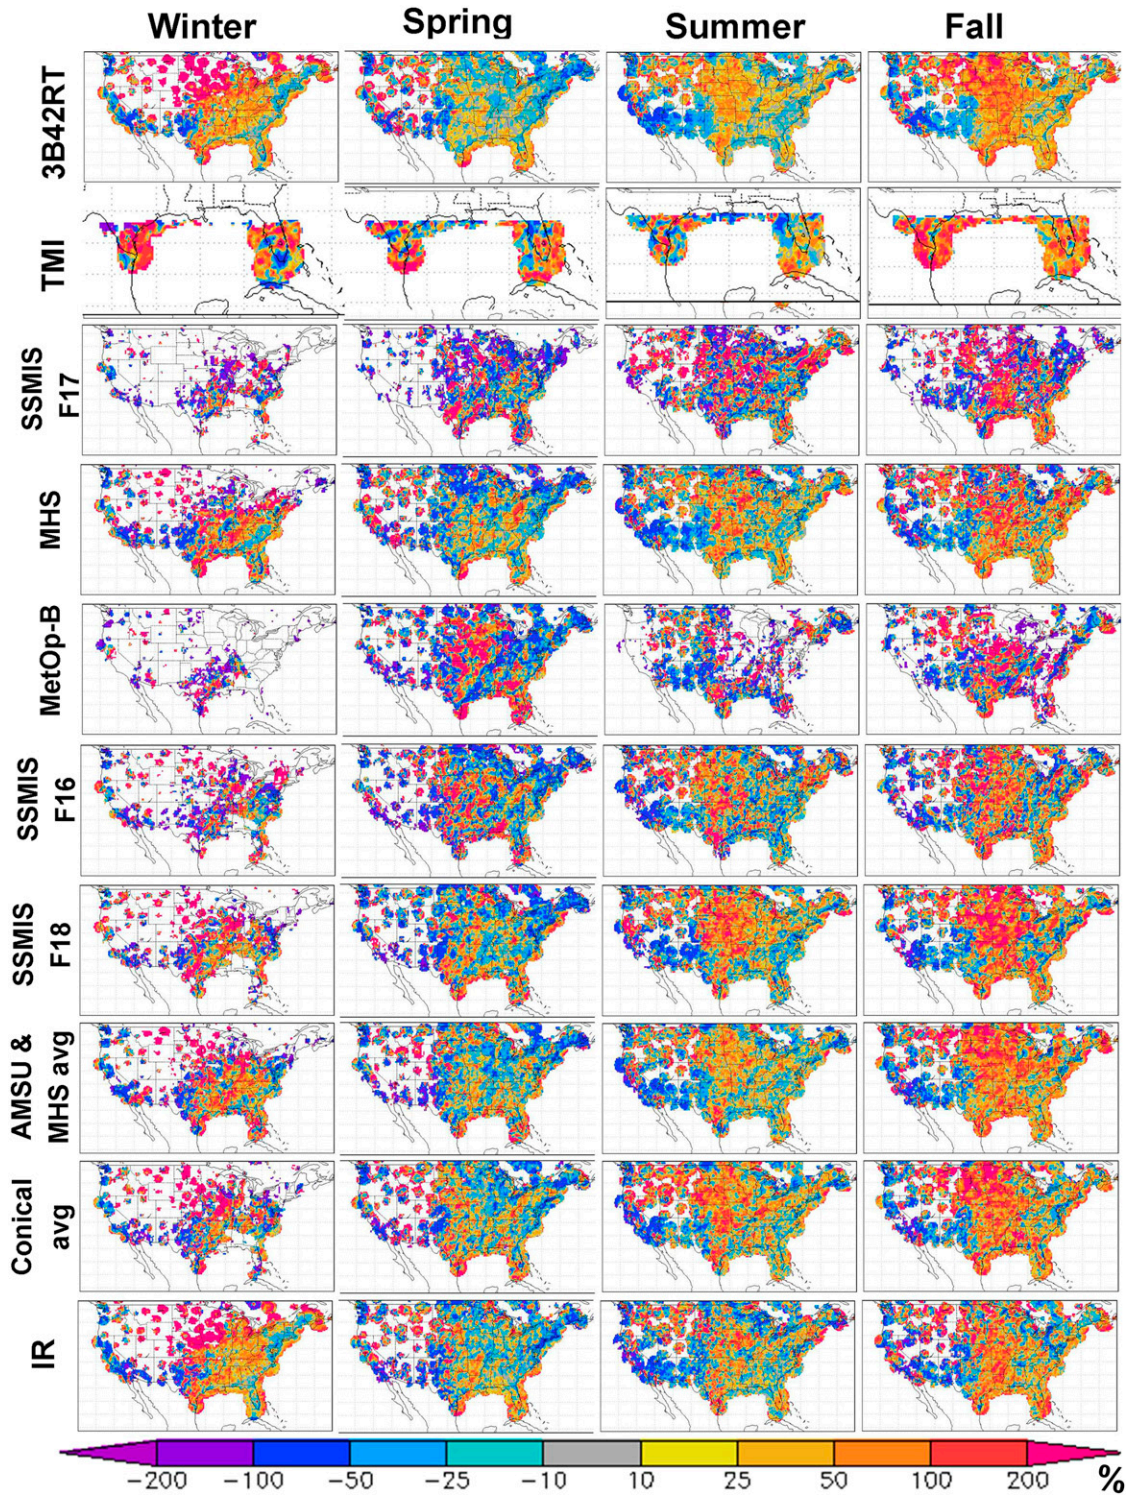 Winter Spring Summer Fall
3B42RT
TMI
SSMIS
F17
MHS
MetOp-B
SSMIS
F16
SSMIS
F18
AMSU &
MHS avg
Conical
avg
IR
−200 −100 −50 −25 −10 10 25 50 100 200 %